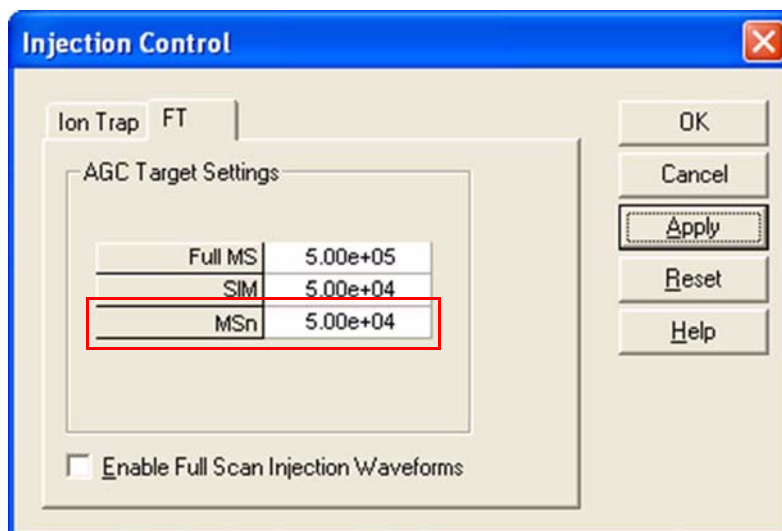 Injection Control
Ion Trap FT
AGC Target Settings
Full MS 5.00e+05
SIM 5.00e+04
MSn 5.00e+04
Enable Full Scan Injection Waveforms
OK
Cancel
Apply
Reset
Help